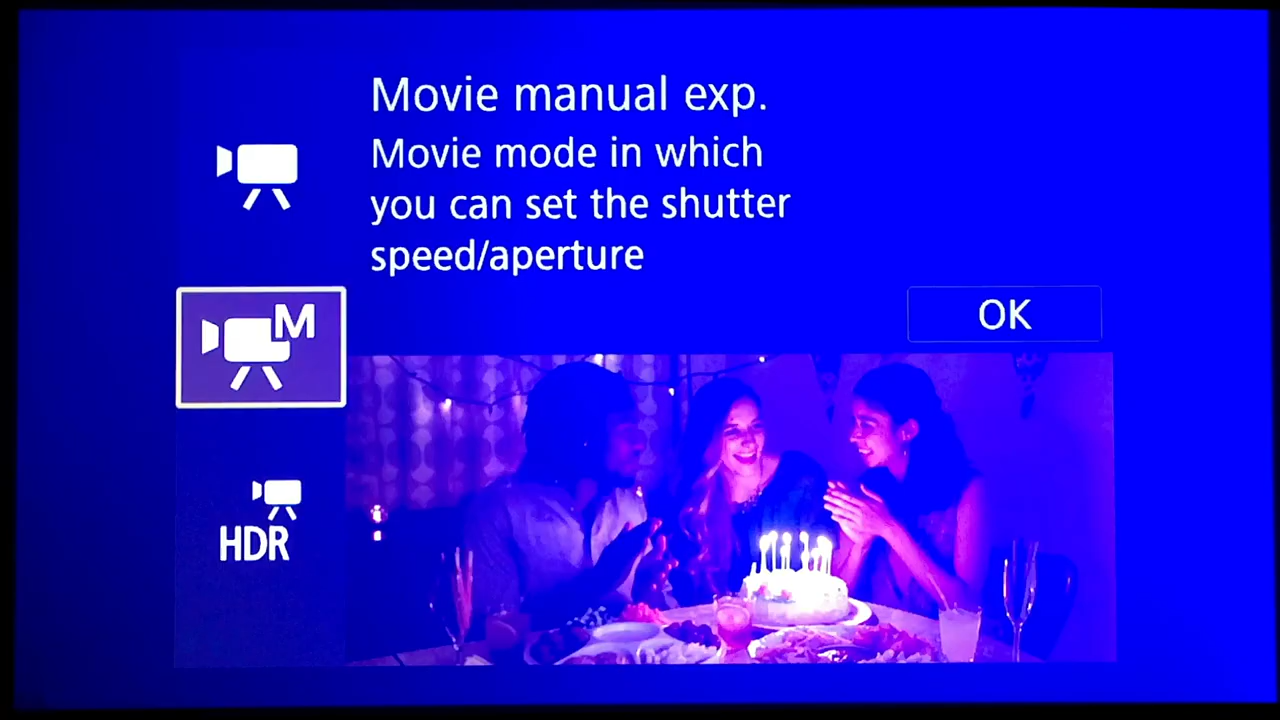 Movie manual exp.
Movie mode in which
you can set the shutter
speed/aperture
M
OK
HDR